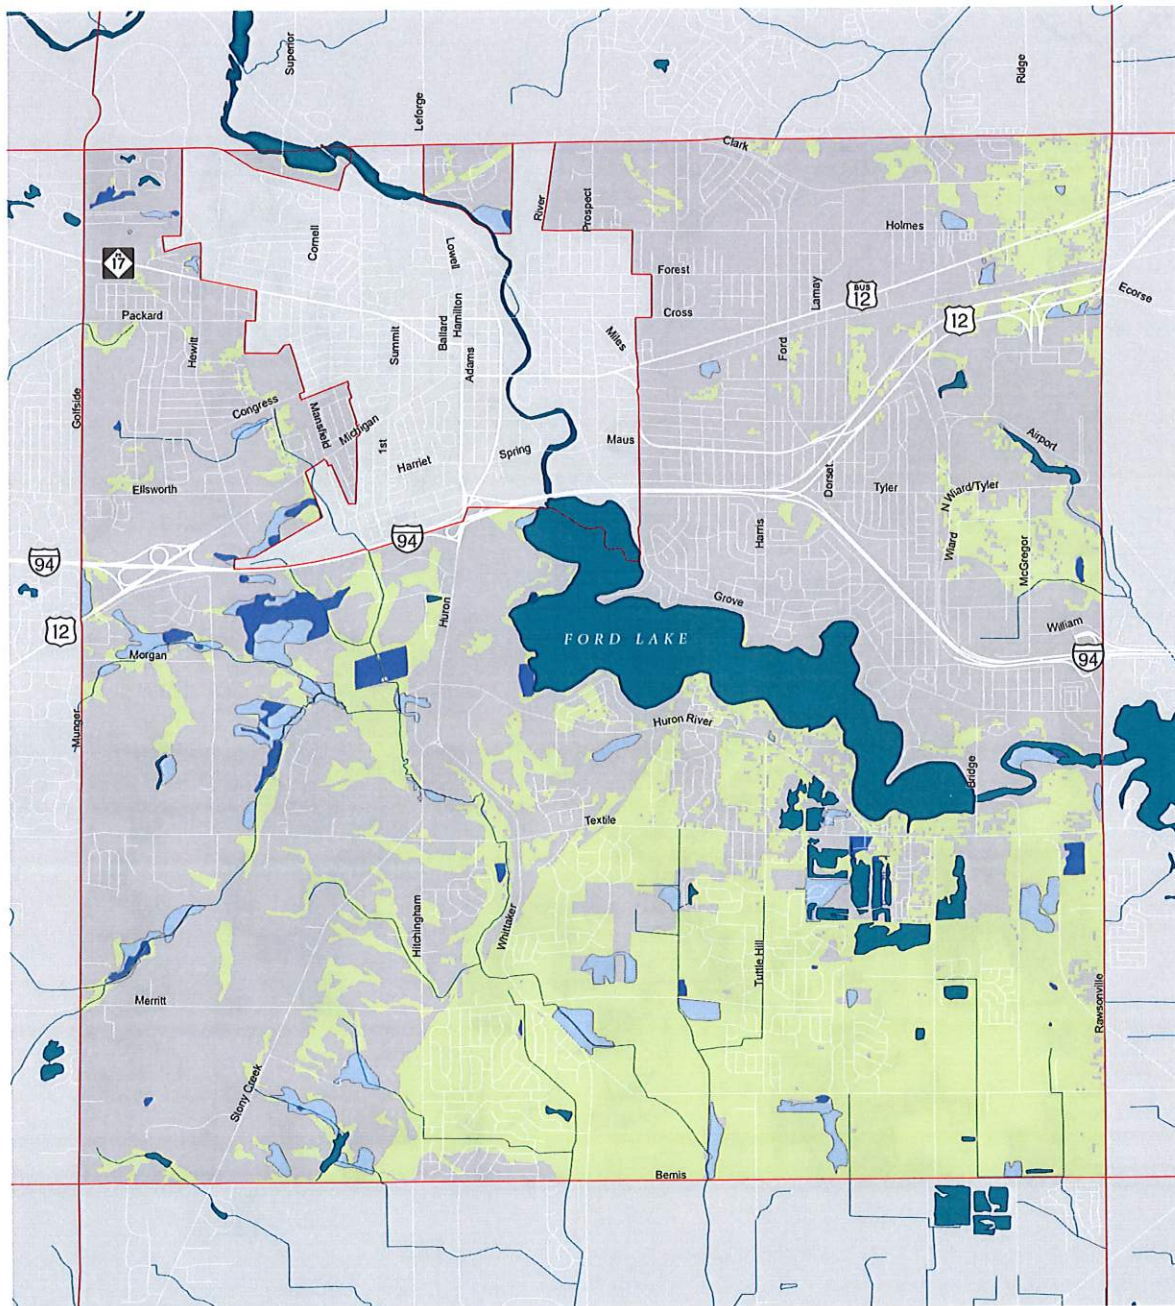 Superior
Leforge
Ridge
Clark
River
Prospect
Cornell
Lowell
Holmes
M
17
Forest
Packard
Cross
Lamay
BUS
12
12
Ecorse
Hewitt
Summit
Ballard
Hamilton
Adams
Miles
Ford
Golfside
Congress
Mansfield
Michigan
1st
Harriet
Spring
Maus
Airport
Ellsworth
Dorset
Tyler
N Wiard/Tyler
94
94
Harris
Wiard
McGregor
12
Huron
Grove
FORD LAKE
William
94
Morgan
Munger
Huron River
Bridge
Textile
Hitchingham
Whittaker
Tuttle Hill
Merritt
Rawsonville
Stony Creek
Bemis